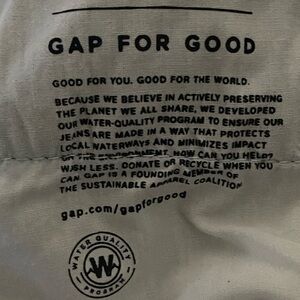 GAP FOR GOOD
GOOD FOR YOU. GOOD FOR THE WORLD.
BECAUSE WE BELIEVE IN ACTIVELY PRESERVING
THE PLANET WE ALL SHARE, WE DEVELOPED
OUR WATER-QUALITY PROGRAM TO ENSURE OUR
JEANS ARE MADE IN A WAY THAT PROTECTS
LOCAL WATERWAYS AND MINIMIZES IMPACT
ON THE ENVIRONMENT. HOW CAN YOU HELP?
WASH LESS. DONATE OR RECYCLE WHEN YOU
CAN. GAP IS A FOUNDING MEMBER OF
THE SUSTAINABLE APPAREL COALITION
gap.com/gapforgood
WATER QUALITY
W
PROGRAM